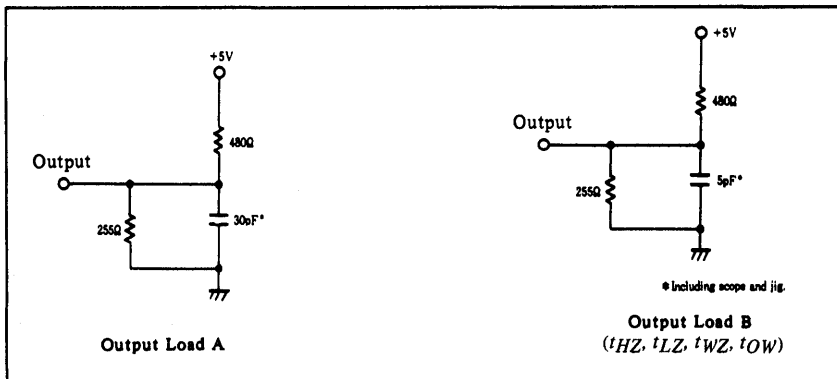 +5V
480Ω
Output
255Ω
30pF*
Output Load A
+5V
480Ω
Output
255Ω
5pF*
* Including scope and jig.
Output Load B
(tHZ, tLZ, tWZ, tOW)